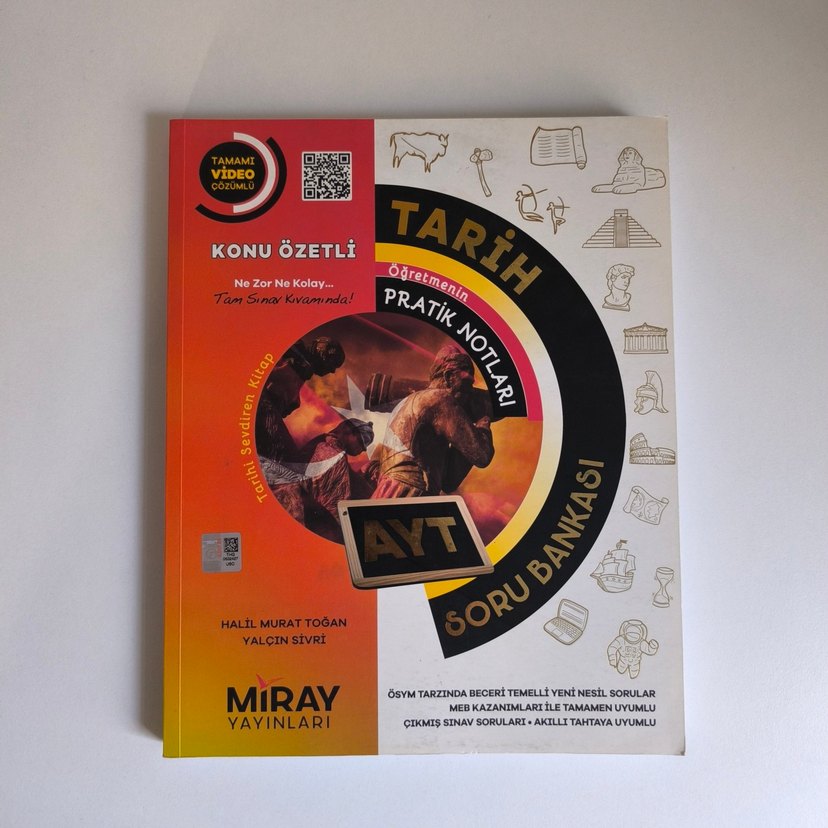 TAMAMI
VİDEO
ÇÖZÜMLÜ
KONU ÖZETLİ
Ne Zor Ne Kolay...
Tam Sınav Kıvamında!
TARİH
Öğretmenin
PRATİK NOTLARI
Tarihi Sevdiren Kitap
AYT
SORU BANKASI
HALİL MURAT TOĞAN
YALÇIN SİVRİ
MİRAY
YAYINLARI
ÖSYM TARZINDA BECERİ TEMELLİ YENİ NESİL SORULAR
MEB KAZANIMLARI İLE TAMAMEN UYUMLU
ÇIKMIŞ SINAV SORULARI • AKILLI TAHTAYA UYUMLU